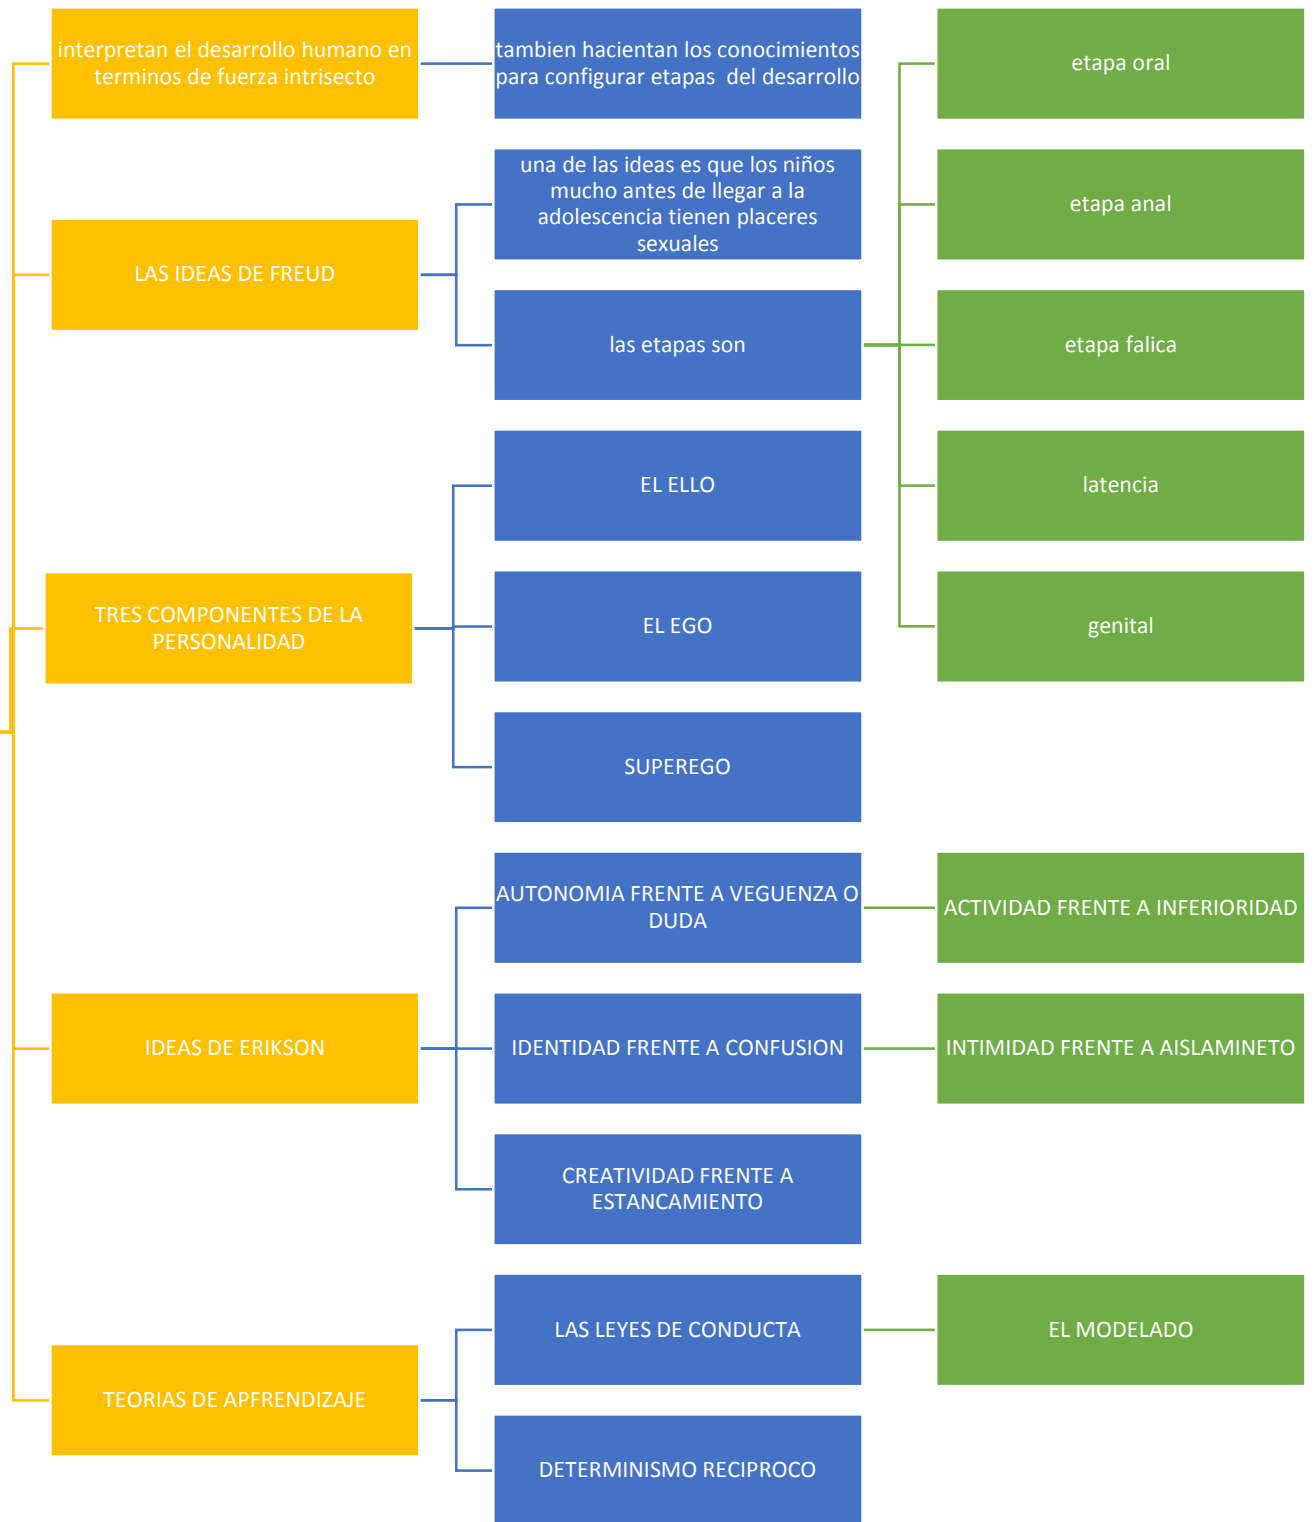 interpretan el desarrollo humano en
terminos de fuerza intrisecto
tambien hacientan los conocimientos
para configurar etapas del desarrollo
etapa oral
una de las ideas es que los niños
mucho antes de llegar a la
adolescencia tienen placeres
sexuales
etapa anal
LAS IDEAS DE FREUD
las etapas son
etapa falica
EL ELLO
latencia
TRES COMPONENTES DE LA
PERSONALIDAD
EL EGO
genital
SUPEREGO
AUTONOMIA FRENTE A VEGUENZA O
DUDA
ACTIVIDAD FRENTE A INFERIORIDAD
IDEAS DE ERIKSON
IDENTIDAD FRENTE A CONFUSION
INTIMIDAD FRENTE A AISLAMINETO
CREATIVIDAD FRENTE A
ESTANCAMIENTO
LAS LEYES DE CONDUCTA
EL MODELADO
TEORIAS DE APFRENDIZAJE
DETERMINISMO RECIPROCO